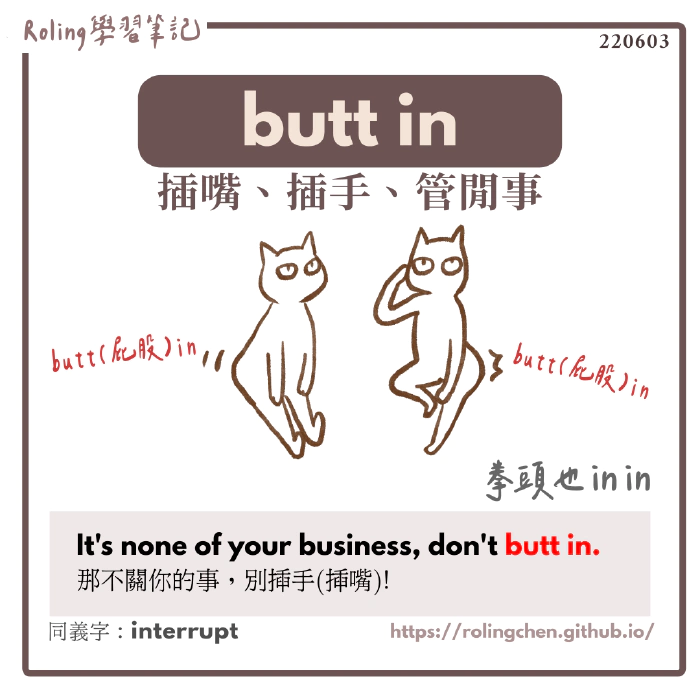 Roling學習筆記
220603
butt in
插嘴、插手、管閒事
butt(屁股)in
butt(屁股)in
拳頭也in in
It's none of your business, don't butt in.
那不關你的事，別插手(插嘴)!
同義字：interrupt
https://rolingchen.github.io/